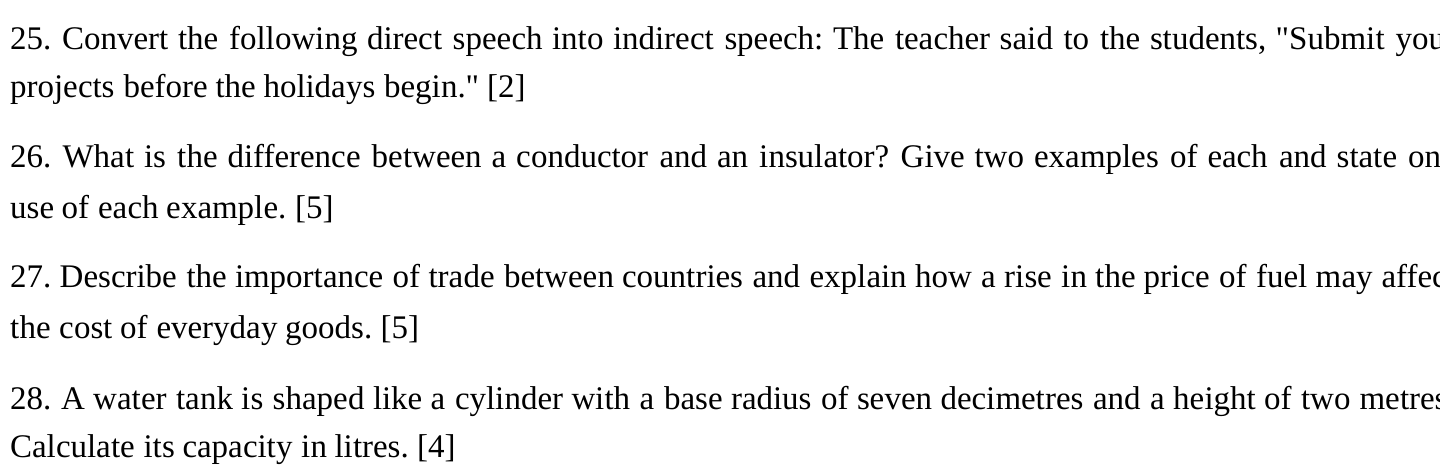 25. Convert the following direct speech into indirect speech: The teacher said to the students, "Submit you
projects before the holidays begin." [2]
26. What is the difference between a conductor and an insulator? Give two examples of each and state on
use of each example. [5]
27. Describe the importance of trade between countries and explain how a rise in the price of fuel may affec
the cost of everyday goods. [5]
28. A water tank is shaped like a cylinder with a base radius of seven decimetres and a height of two metres
Calculate its capacity in litres. [4]